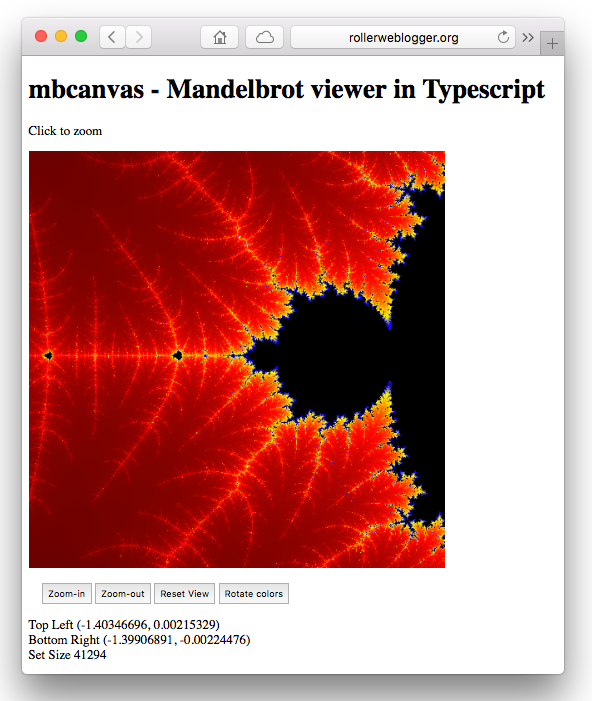 rollerweblogger.org
mbcanvas - Mandelbrot viewer in Typescript
Click to zoom
Zoom-in Zoom-out Reset View Rotate colors
Top Left (-1.40346696, 0.00215329)
Bottom Right (-1.39906891, -0.00224476)
Set Size 41294